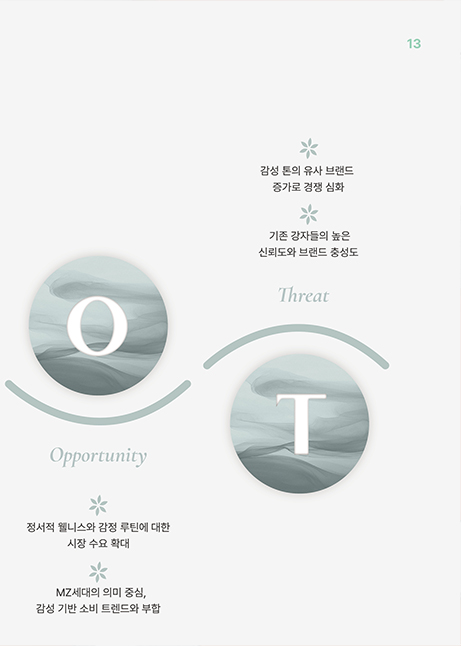 13
감성 톤의 유사 브랜드
증가로 경쟁 심화
기존 강자들의 높은
신뢰도와 브랜드 충성도
Threat
O
T
Opportunity
정서적 웰니스와 감정 루틴에 대한
시장 수요 확대
MZ세대의 의미 중심,
감성 기반 소비 트렌드와 부합